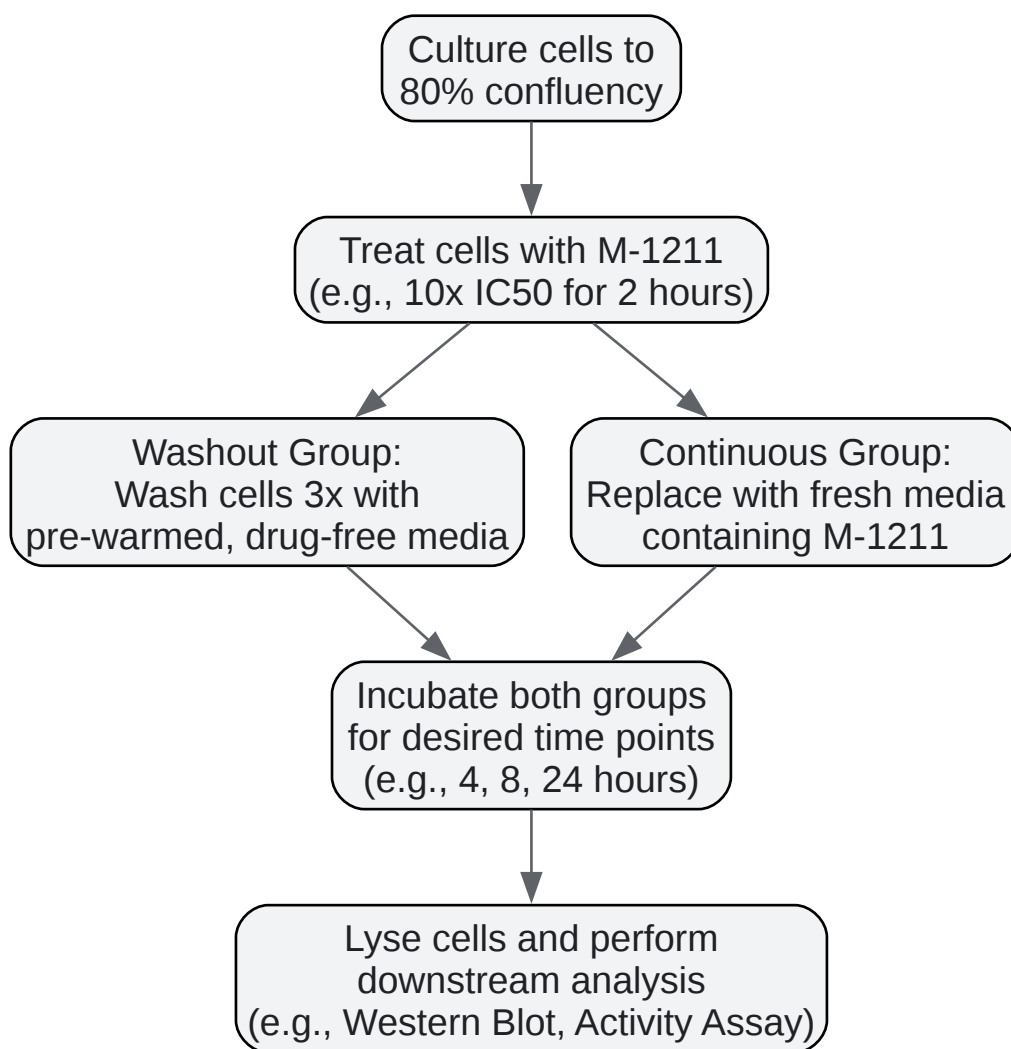 Culture cells to
80% confluency
Treat cells with M-1211
(e.g., 10x IC50 for 2 hours)
Washout Group:
Wash cells 3x with
pre-warmed, drug-free media
Continuous Group:
Replace with fresh media
containing M-1211
Incubate both groups
for desired time points
(e.g., 4, 8, 24 hours)
Lyse cells and perform
downstream analysis
(e.g., Western Blot, Activity Assay)